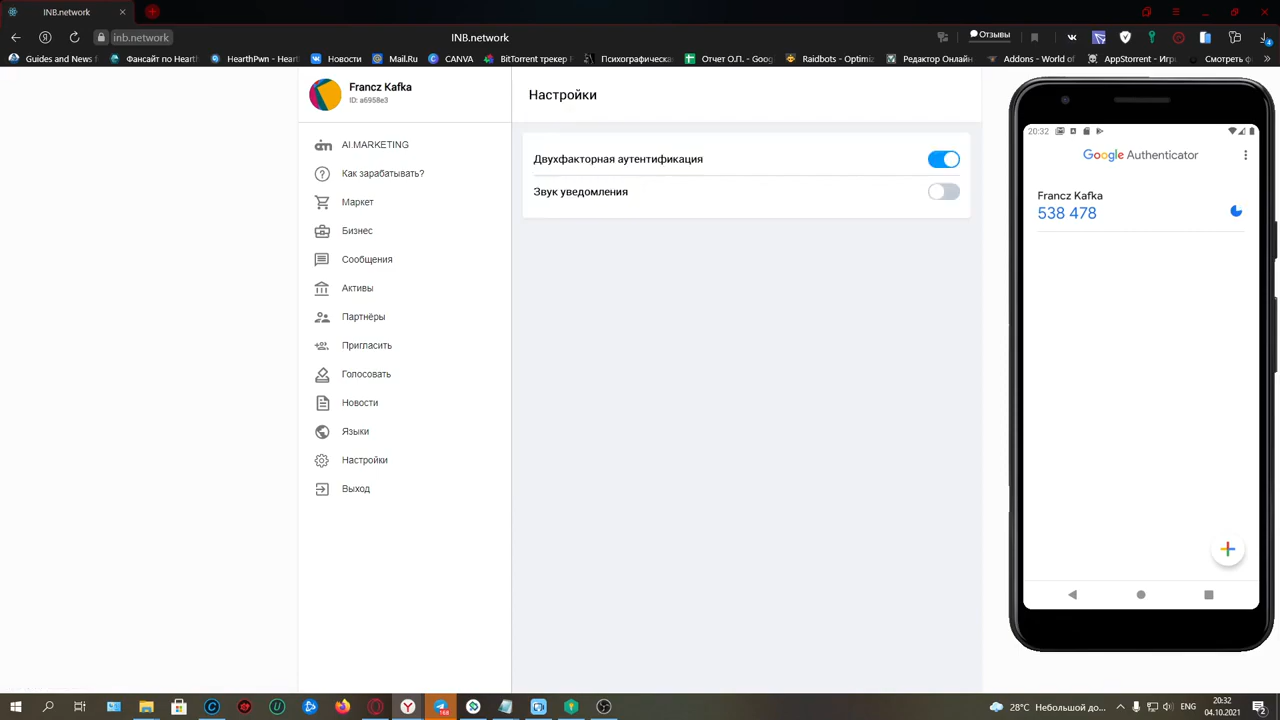 INB.network
inb.network
INB.network
Отзывы
Guides and News
Фансайт по Heart
HearthPwn - Heart
Новости
Mail.Ru
CANVA
BitTorrent трекер
Психографическа
Отчет О.П. - Goog
Raidbots - Optimiz
Редактор Онлайн
Addons - World of
AppStorrent - Игр
Смотреть ф
Francz Kafka
ID: a6958e3
AI.MARKETING
Как зарабатывать?
Маркет
Бизнес
Сообщения
Активы
Партнёры
Пригласить
Голосовать
Новости
Языки
Настройки
Выход
Настройки
Двухфакторная аутентификация
Звук уведомления
20:32
Google Authenticator
Francz Kafka
538 478
28°C Небольшой до...
ENG
20:32
04.10.2021